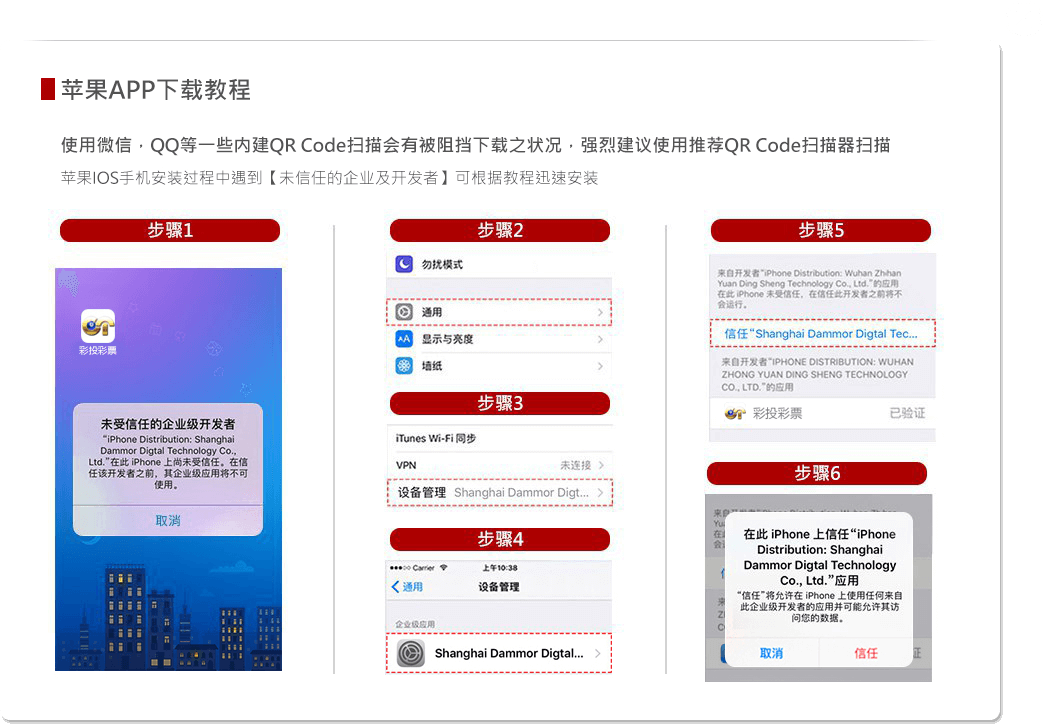 苹果APP下载教程
使用微信，QQ等一些内建QR Code扫描会有被阻挡下载之状况，强烈建议使用推荐QR Code扫描器扫描
苹果IOS手机安装过程中遇到【未信任的企业及开发者】可根据教程迅速安装
步骤1
彩投彩票
未受信任的企业级开发者
“iPhone Distribution: Shanghai
Dammor Digtal Technology Co.,
Ltd.”在此 iPhone 上尚未受信任。在信
任该开发者之前，其企业级应用将不可
使用。
取消
步骤2
勿扰模式
通用
AA 显示与亮度
墙纸
步骤3
iTunes Wi-Fi 同步
VPN 未连接
设备管理 Shanghai Dammor Digt...
步骤4
Carrier 上午10:38
通用 设备管理
企业级应用
Shanghai Dammor Digtal...
步骤5
来自开发者“iPhone Distribution: Wuhan Zhihan
Yuan Ding Sheng Technology Co., Ltd.”的应用
在此 iPhone 未受信任，在信任此开发者之前将不
会运行。
信任“Shanghai Dammor Digtal Tec...
来自开发者“IPHONE DISTRIBUTION: WUHAN
ZHONG YUAN DING SHENG TECHNOLOGY
CO., LTD.”的应用
彩投彩票 已验证
步骤6
在此 iPhone 上信任“iPhone
Distribution: Shanghai
Dammor Digtal Technology
Co., Ltd.”应用
“信任”将允许在 iPhone 上使用任何来自
此企业级开发者的应用并可能允许其访
问您的数据。
取消 信任